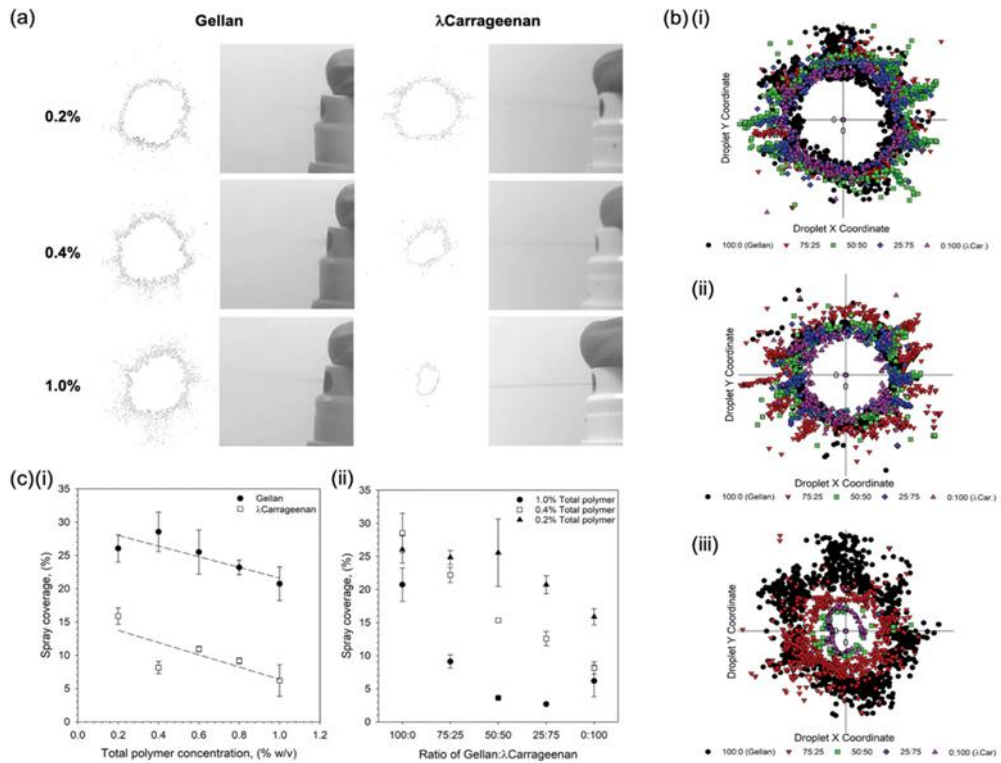 (a)
Gellan
λCarrageenan
0.2%
0.4%
1.0%
(b) (i)
Droplet Y Coordinate
Droplet X Coordinate
100:0 (Gellan) 75:25 50:50 25:75 0:100 (λCar.)
(ii)
Droplet Y Coordinate
0
0
Droplet X Coordinate
100:0 (Gellan) 75:25 50:50 25:75 0:100 (λCar.)
(iii)
Droplet Y Coordinate
Droplet X Coordinate
100:0 (Gellan) 75:25 50:50 25:75 0:100 (λCar.)
(c)(i)
Gellan
λCarrageenan
Spray coverage, (%)
35
30
25
20
15
10
5
0
0.0 0.2 0.4 0.6 0.8 1.0 1.2
Total polymer concentration, (% w/v)
(ii)
1.0% Total polymer
0.4% Total polymer
0.2% Total polymer
Spray coverage, (%)
35
30
25
20
15
10
5
0
100:0 75:25 50:50 25:75 0:100
Ratio of Gellan:λCarrageenan